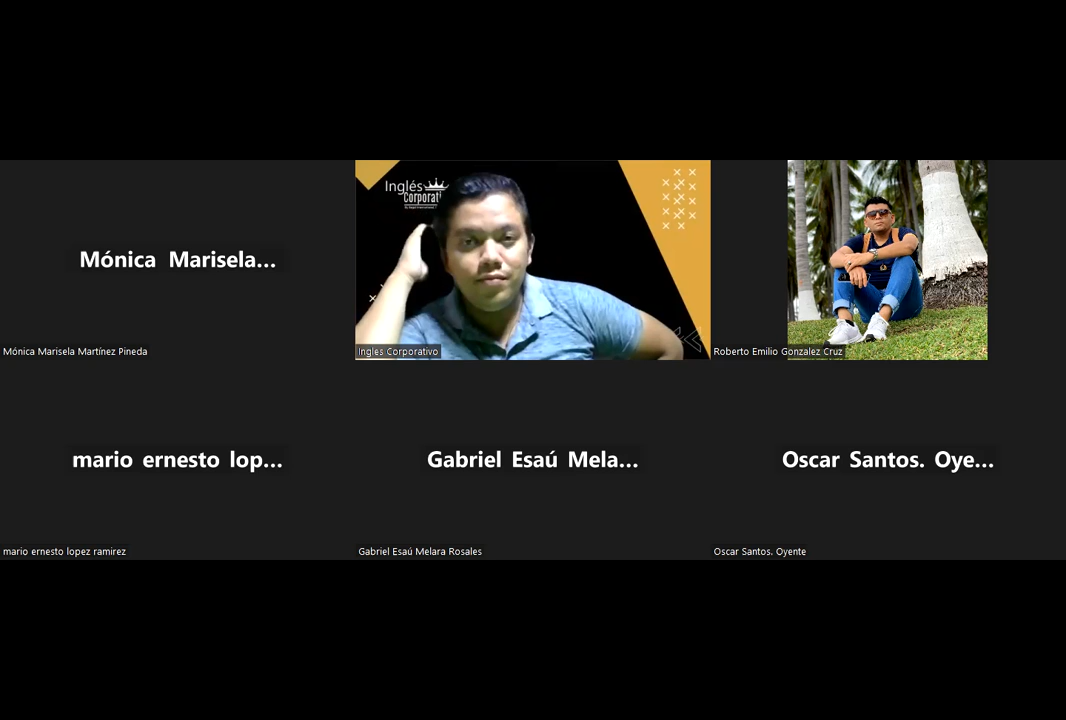 Mónica Marisela...
Mónica Marisela Martínez Pineda
Inglés
Corporati
Ingles Corporativo
Roberto Emilio Gonzalez Cruz
mario ernesto lop...
mario ernesto lopez ramirez
Gabriel Esaú Mela...
Gabriel Esaú Melara Rosales
Oscar Santos. Oye...
Oscar Santos. Oyente